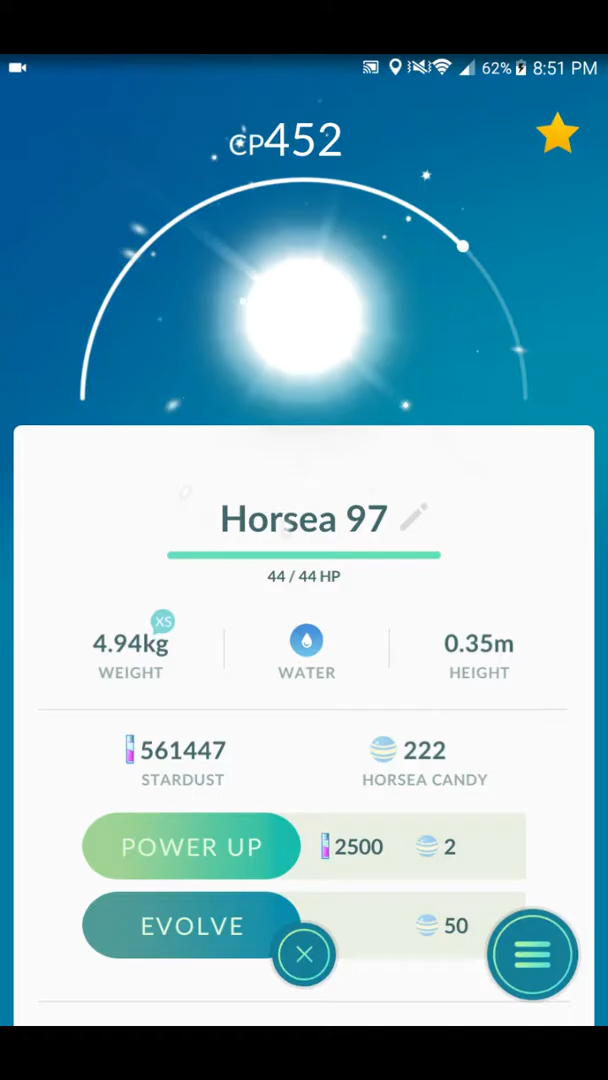 62% 8:51 PM
CP452
Horsea 97
44 / 44 HP
XS
4.94kg
WEIGHT
WATER
0.35m
HEIGHT
561447
STARDUST
222
HORSEA CANDY
POWER UP 2500 2
EVOLVE 50